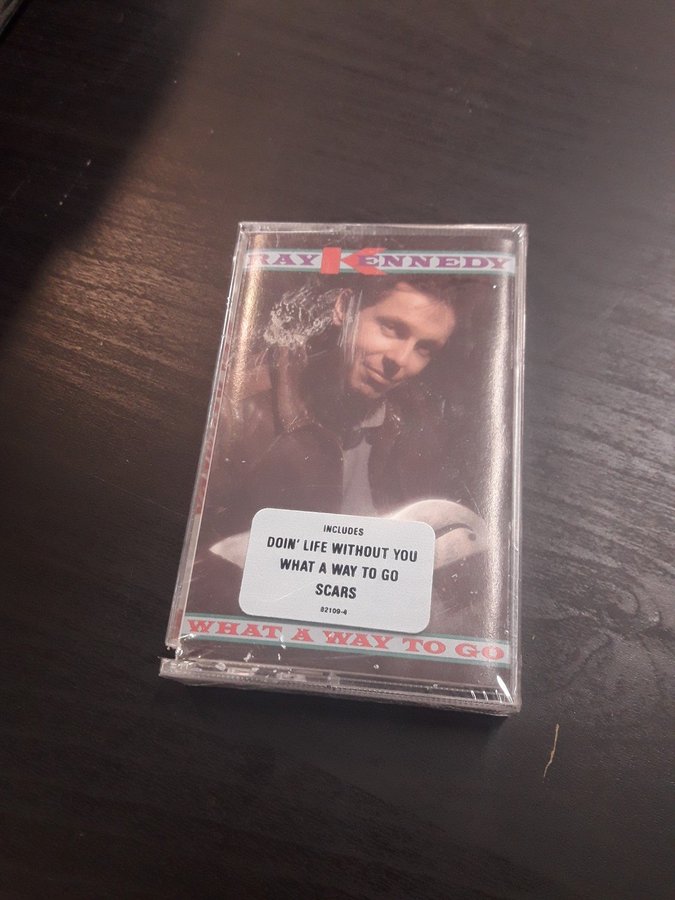 RAY KENNEDY
INCLUDES
DOIN' LIFE WITHOUT YOU
WHAT A WAY TO GO
SCARS
82109-4
WHAT A WAY TO GO